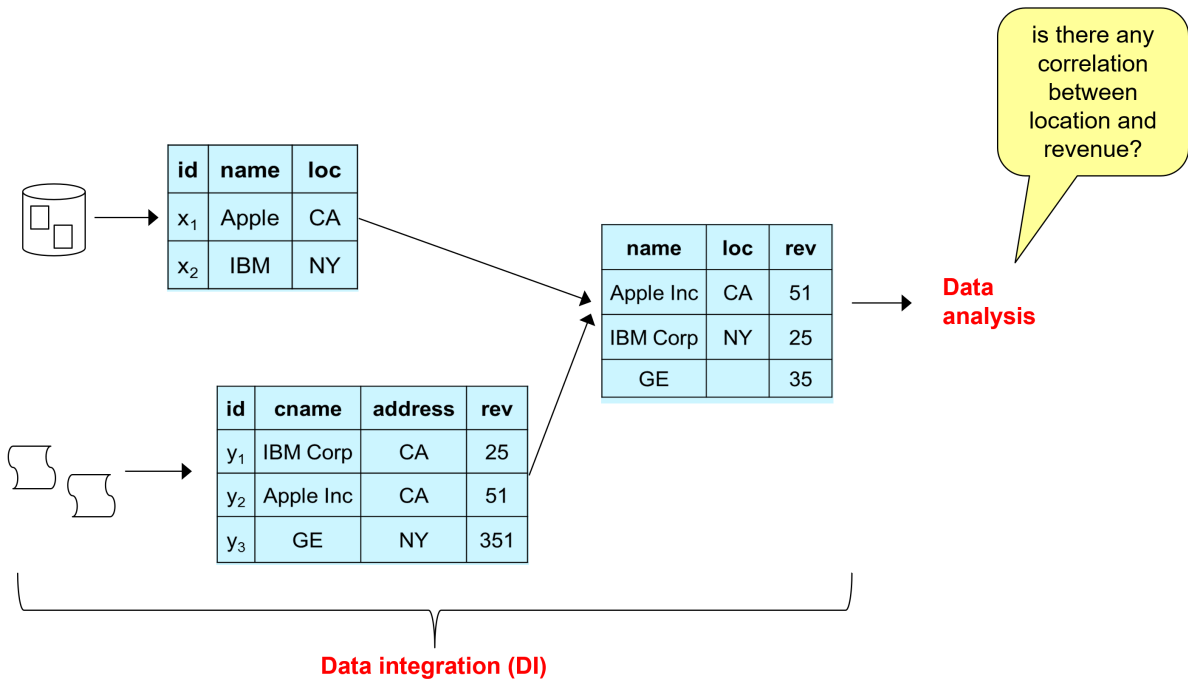 is there any
correlation
between
location and
revenue?
id name loc
x1 Apple CA
x2 IBM NY
name loc rev
Apple Inc CA 51
IBM Corp NY 25
GE 35
Data
analysis
id cname address rev
y1 IBM Corp CA 25
y2 Apple Inc CA 51
y3 GE NY 351
Data integration (DI)